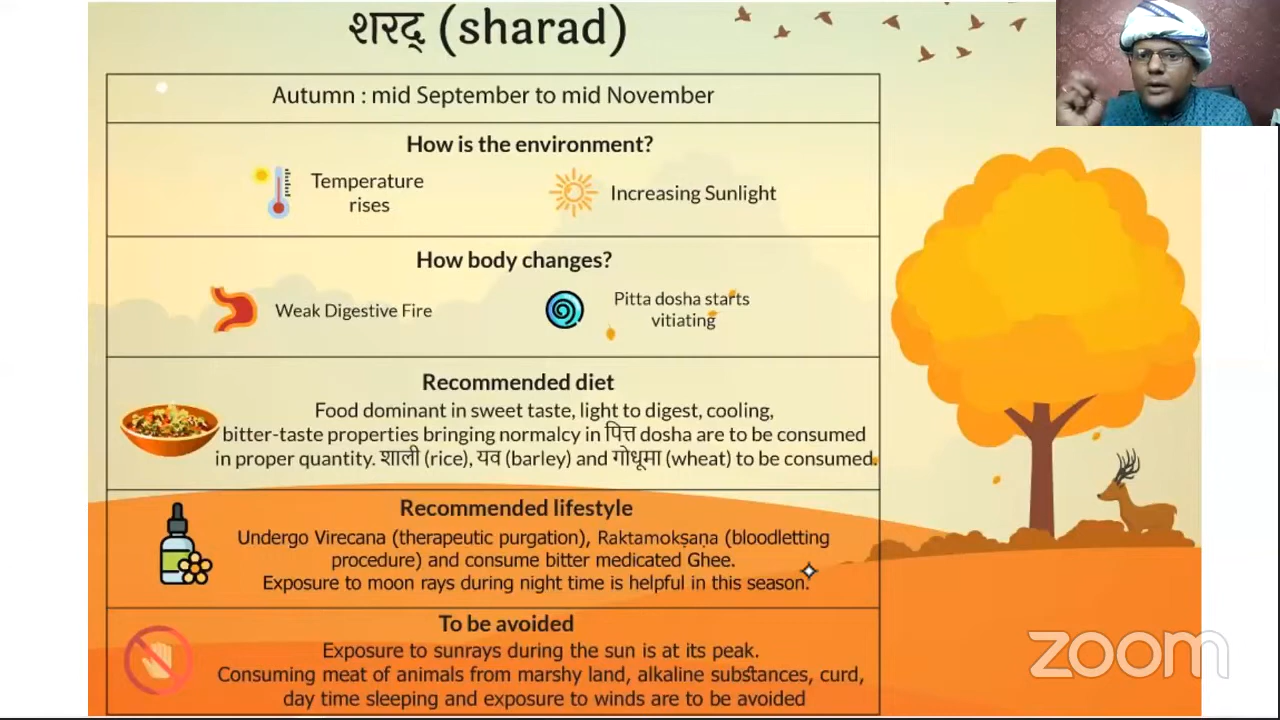 शरद् (sharad)
Autumn : mid September to mid November
How is the environment?
Temperature
rises
Increasing Sunlight
How body changes?
Weak Digestive Fire
Pitta dosha starts
vitiating
Recommended diet
Food dominant in sweet taste, light to digest, cooling,
bitter-taste properties bringing normalcy in पित्त dosha are to be consumed
in proper quantity. शाली (rice), यव (barley) and गोधूमा (wheat) to be consumed.
Recommended lifestyle
Undergo Virecana (therapeutic purgation), Raktamokṣaṇa (bloodletting
procedure) and consume bitter medicated Ghee.
Exposure to moon rays during night time is helpful in this season.
To be avoided
Exposure to sunrays during the sun is at its peak.
Consuming meat of animals from marshy land, alkaline substances, curd,
day time sleeping and exposure to winds are to be avoided
zoom